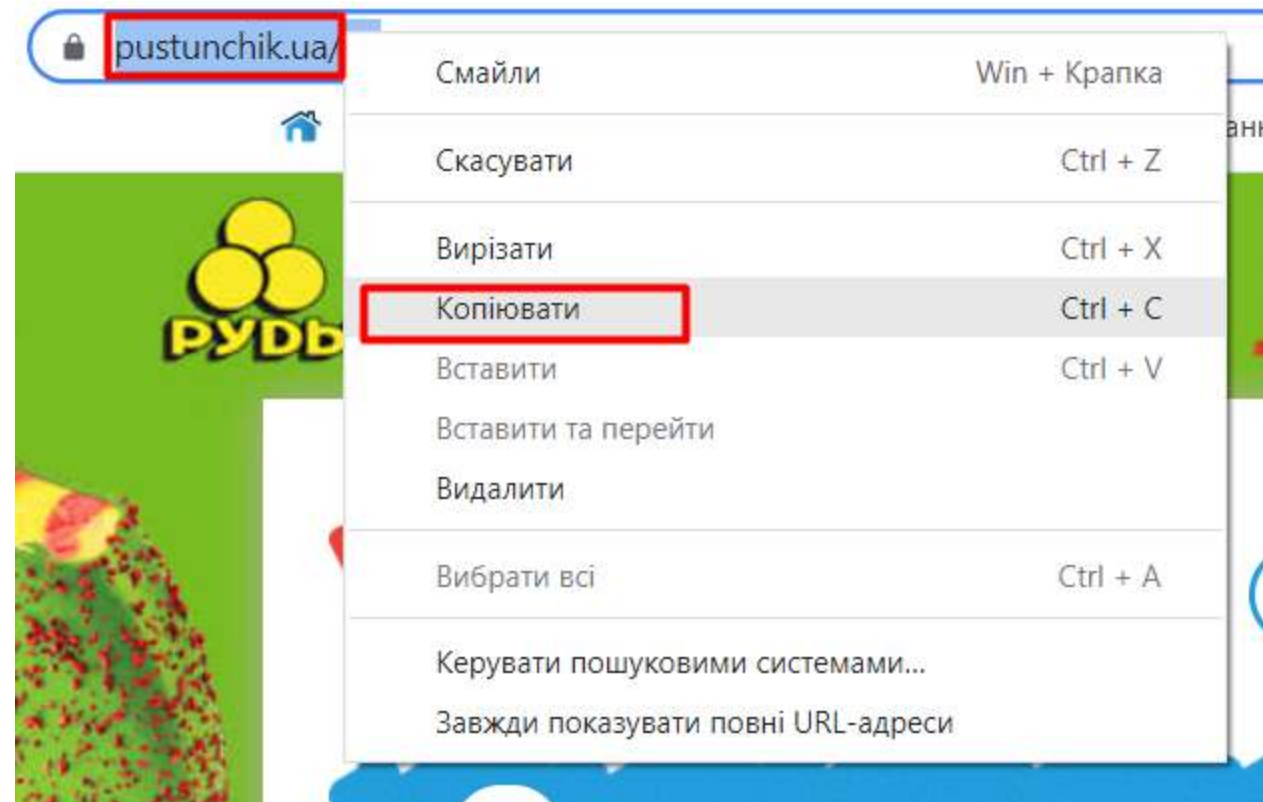 pustunchik.ua/
Смайли Win + Крапка
Скасувати Ctrl + Z
Вирізати Ctrl + X
Копіювати Ctrl + C
Вставити Ctrl + V
Вставити та перейти
Видалити
Вибрати всі Ctrl + A
Керувати пошуковими системами...
Завжди показувати повні URL-адреси
РУДЬ